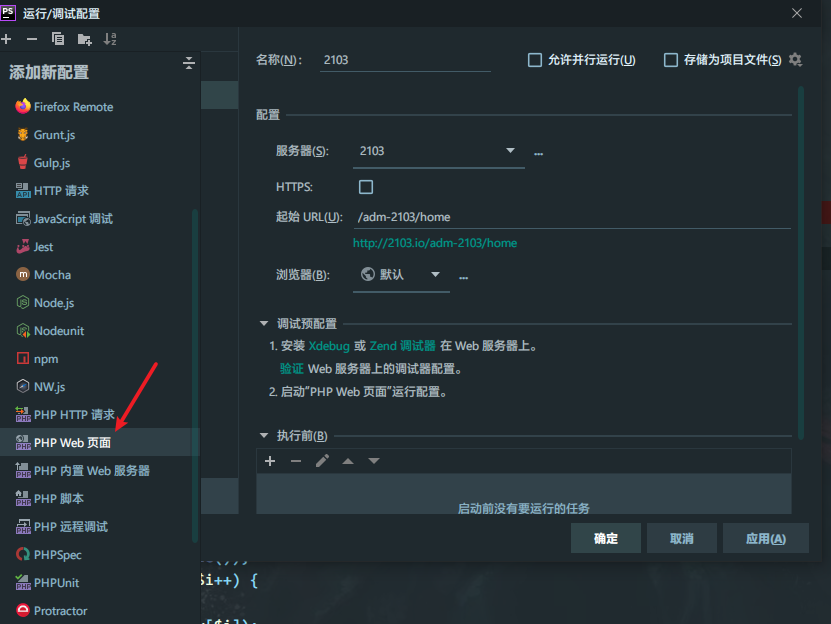 PS 运行/调试配置
添加新配置
Firefox Remote
Grunt.js
Gulp.js
API HTTP 请求
JavaScript 调试
Jest
m Mocha
Node.js
Nodeunit
npm
NW.js
PHP PHP HTTP 请求
PHP PHP Web 页面
PHP PHP 内置 Web 服务器
PHP PHP 脚本
PHP PHP 远程调试
PHPSpec
PHP PHPUnit
Protractor
名称(N): 2103 允许并行运行(U) 存储为项目文件(S)
配置
服务器(S): 2103 ...
HTTPS:
起始 URL(U): /adm-2103/home
http://2103.io/adm-2103/home
浏览器(B): 默认 ...
调试预配置
1. 安装 Xdebug 或 Zend 调试器 在 Web 服务器上。
验证 Web 服务器上的调试器配置。
2. 启动"PHP Web 页面"运行配置。
执行前(B)
启动前没有要运行的任务
确定 取消 应用(A)
$i++) {